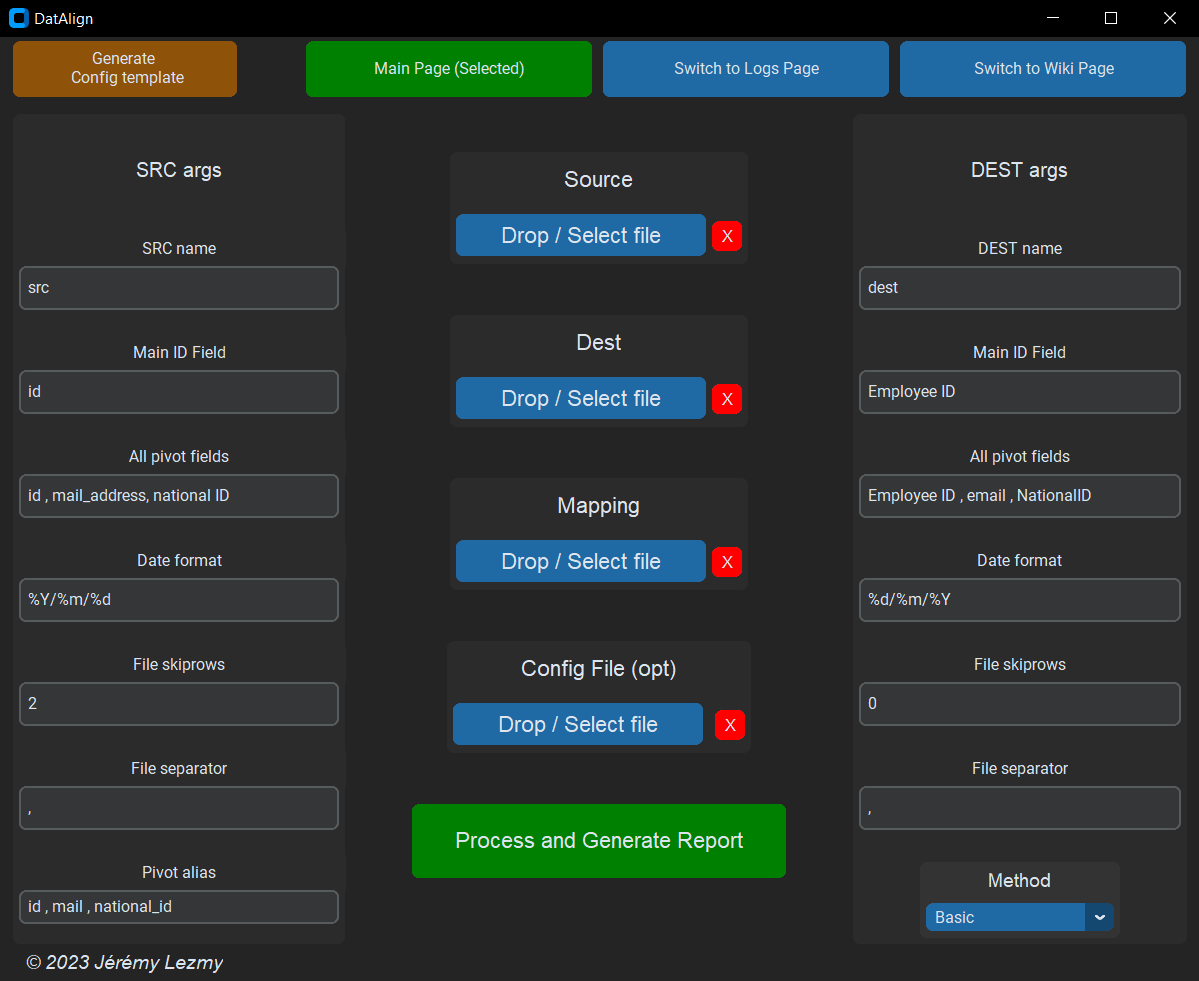 DatAlign
Generate
Config template
Main Page (Selected)
Switch to Logs Page
Switch to Wiki Page
SRC args
SRC name
src
Main ID Field
id
All pivot fields
id , mail_address, national ID
Date format
%Y/%m/%d
File skiprows
2
File separator
,
Pivot alias
id , mail , national_id
Source
Drop / Select file
X
Dest
Drop / Select file
X
Mapping
Drop / Select file
X
Config File (opt)
Drop / Select file
X
Process and Generate Report
DEST args
DEST name
dest
Main ID Field
Employee ID
All pivot fields
Employee ID , email , NationalID
Date format
%d/%m/%Y
File skiprows
0
File separator
,
Method
Basic
© 2023 Jérémy Lezmy